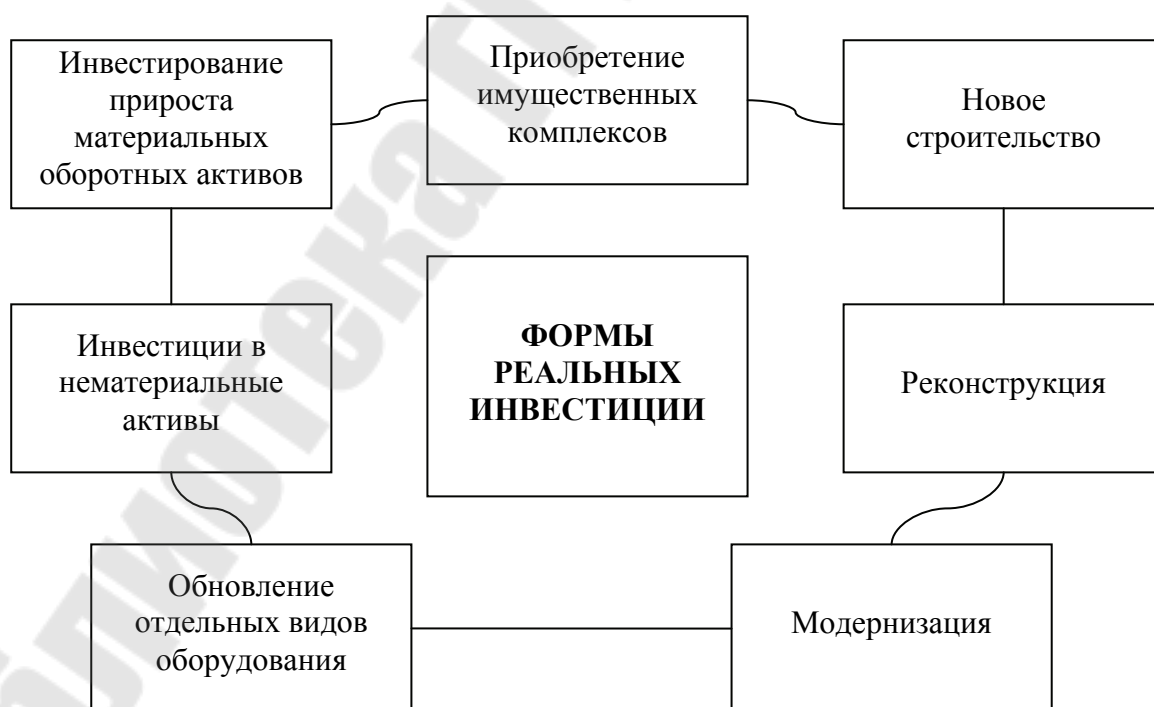 Инвестирование
прироста
материальных
оборотных активов
Приобретение
имущественных
комплексов
Новое
строительство
Инвестиции в
нематериальные
активы
ФОРМЫ
РЕАЛЬНЫХ
ИНВЕСТИЦИИ
Реконструкция
Обновление
отдельных видов
оборудования
Модернизация